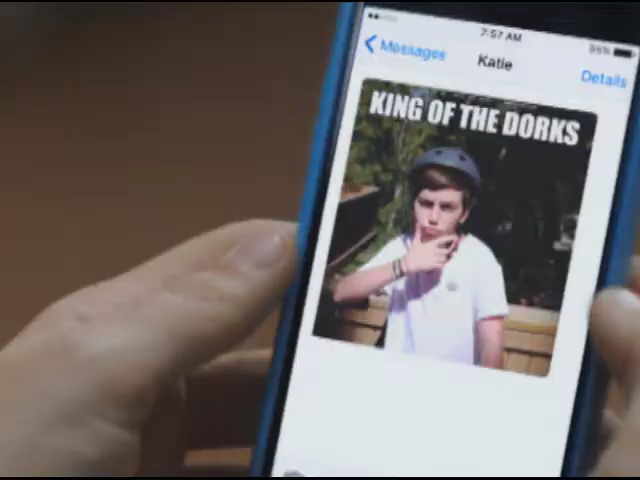 7:57 AM
Messages
Katie
Details
KING OF THE DORKS